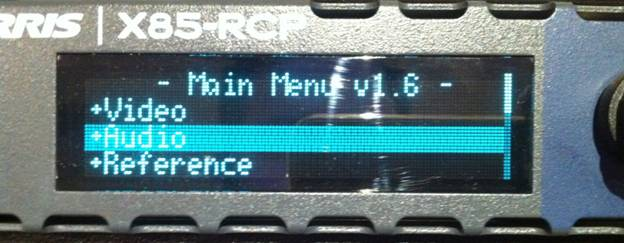 RRIS | X85-RCP
- Main Menu v1.6 -
+Video
+Audio
+Reference